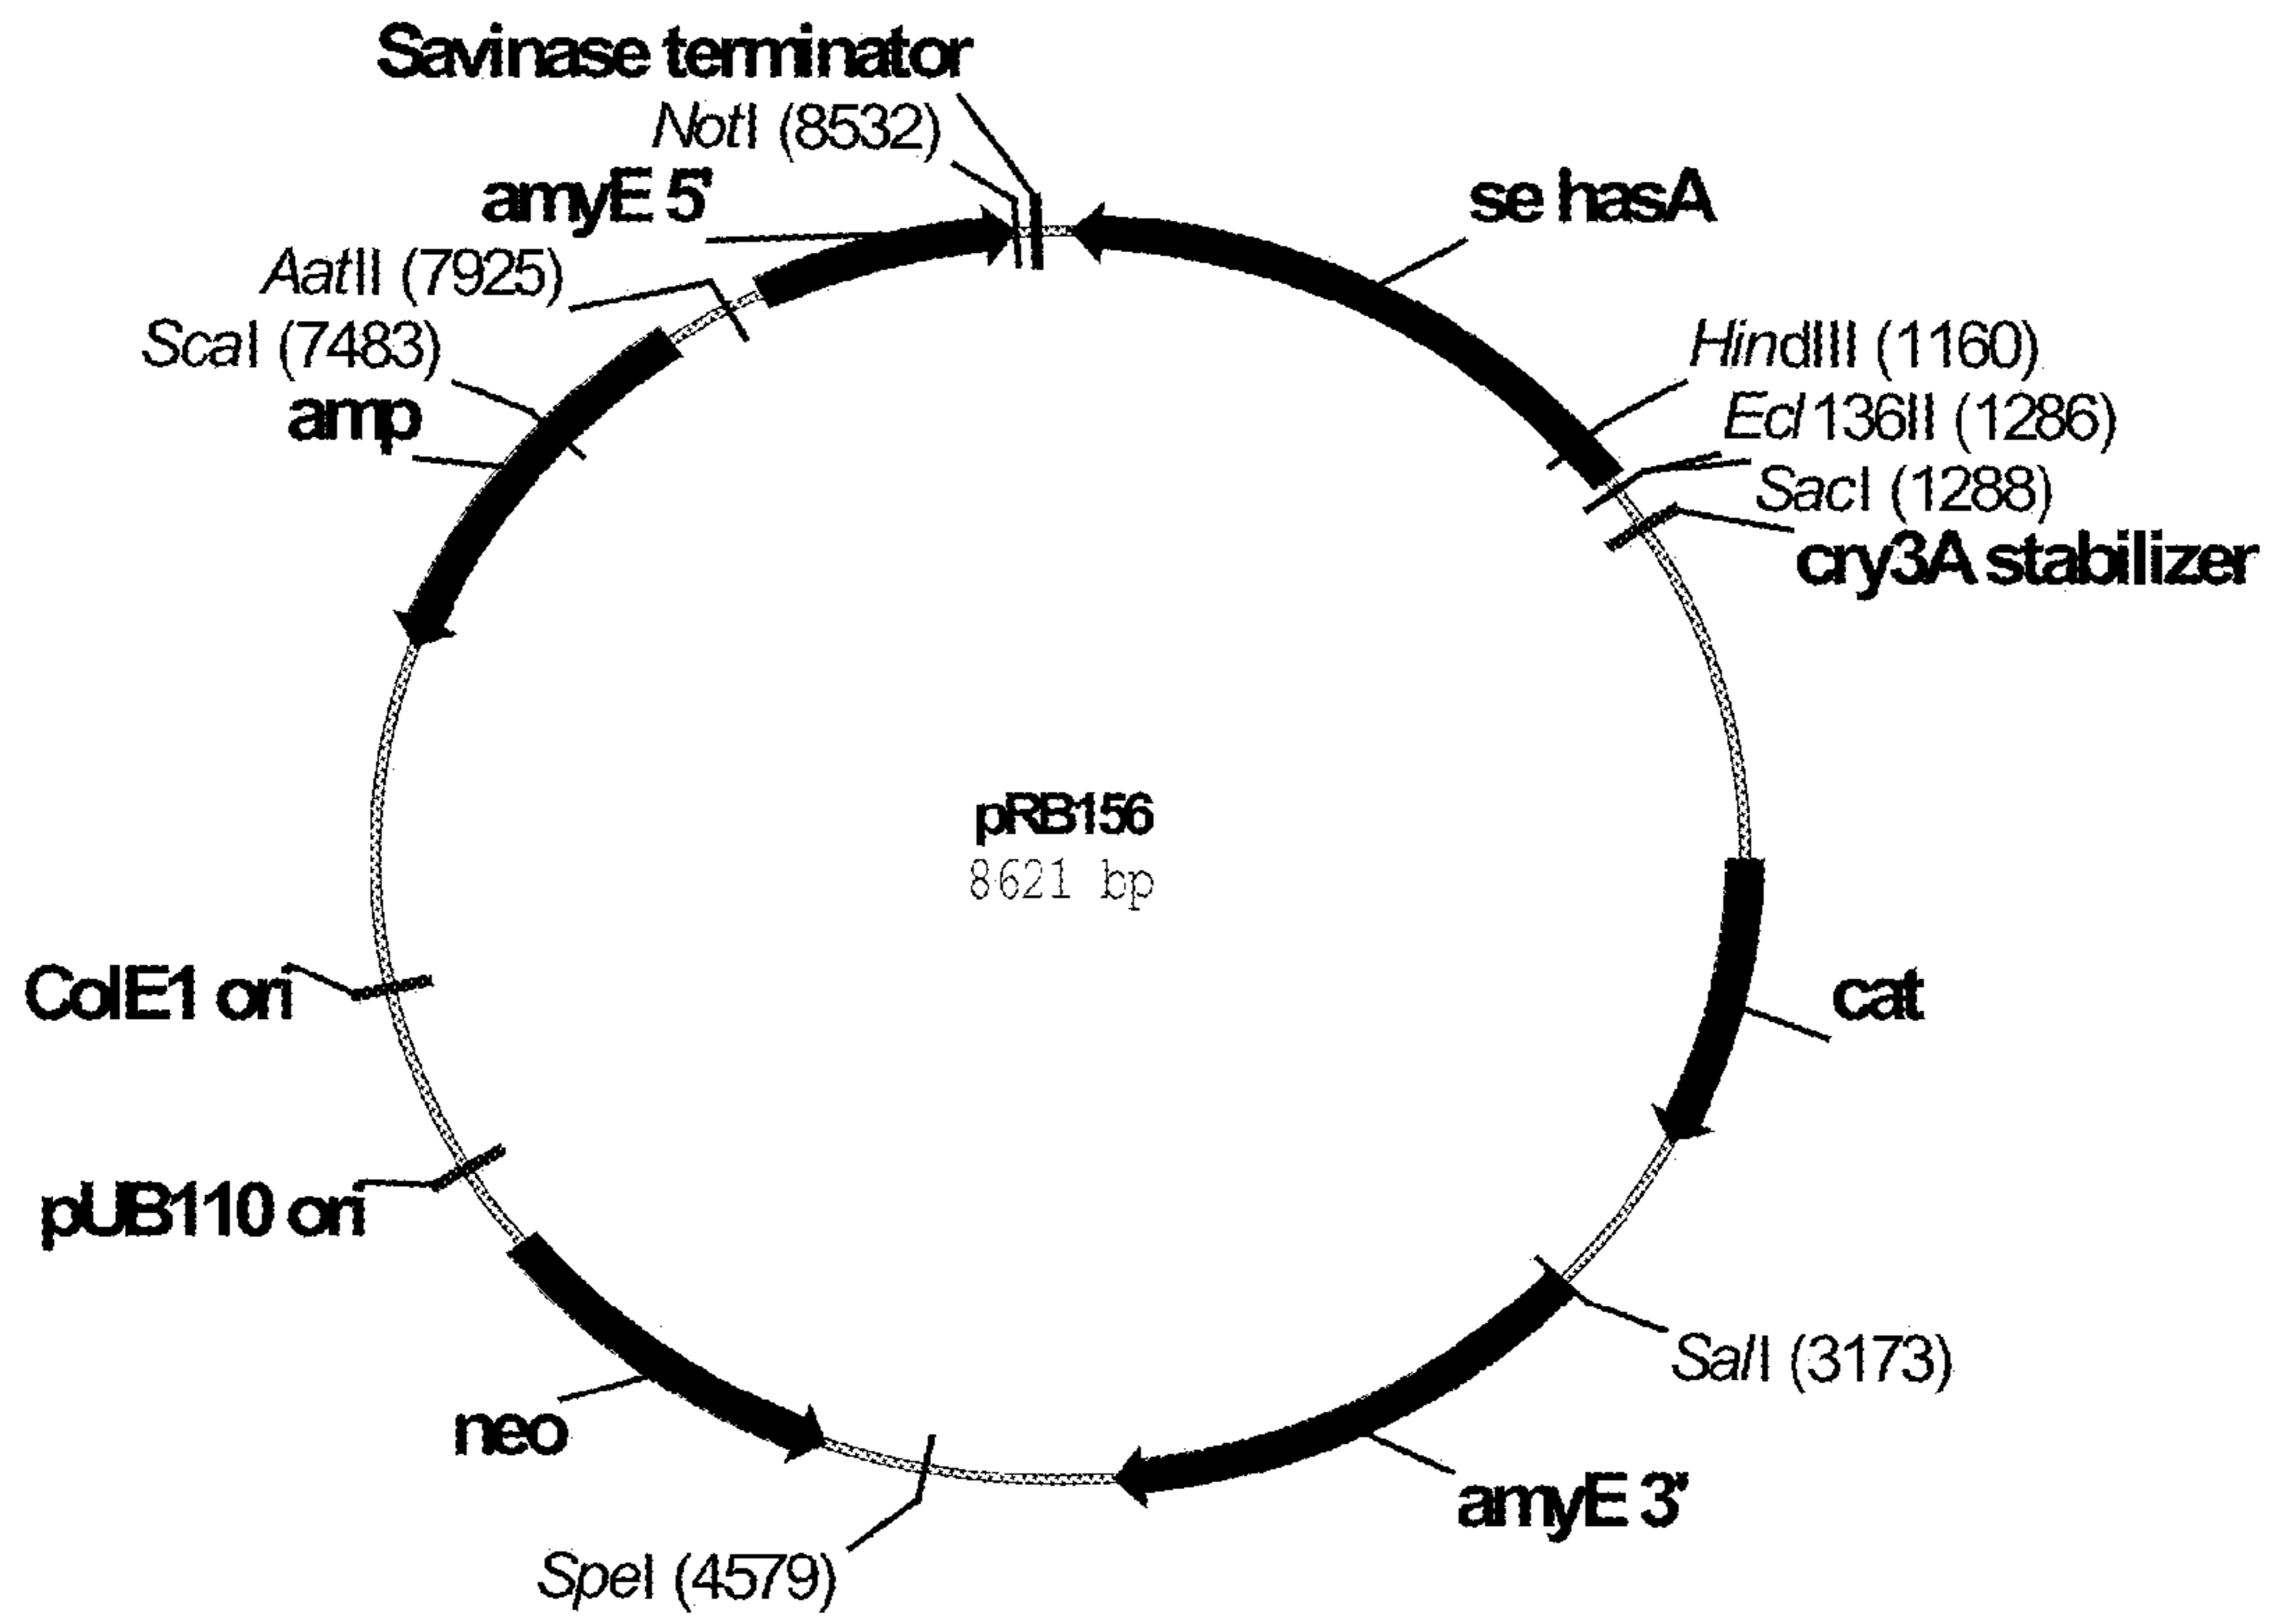 Savinase terminator
NotI (8532)
amyE 5'
se hasA
AatII (7925)
ScaI (7483)
HindIII (1160)
amp
Ecl136II (1286)
SacI (1288)
cry3A stabilizer
pRB156
8621 bp
ColE1 ori
cat
pUB110 ori
SalI (3173)
neo
amyE 3'
SpeI (4579)